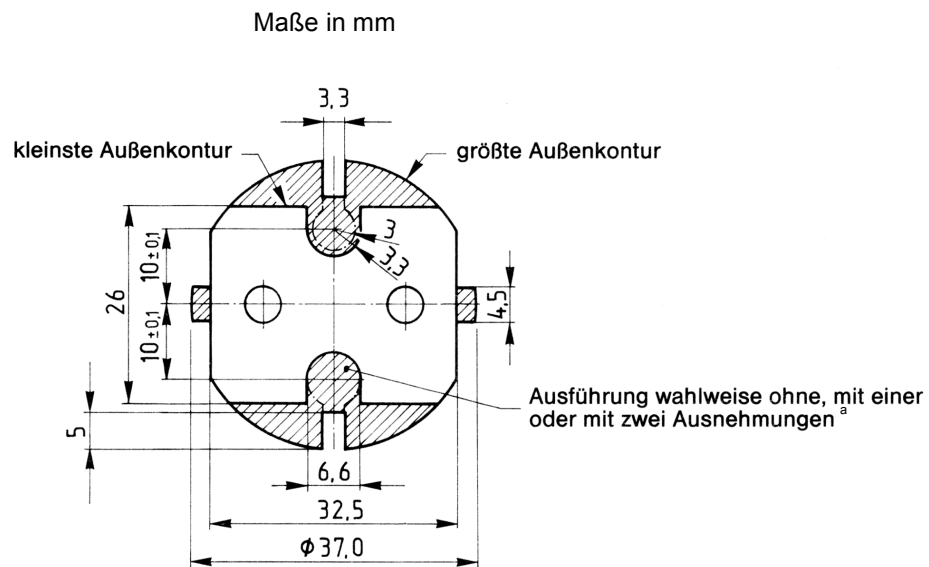 Maße in mm
3,3
kleinste Außenkontur
größte Außenkontur
3
3,3
10±0,1
26
10±0,1
4,5
Ausführung wahlweise ohne, mit einer
oder mit zwei Ausnehmungen a
5
6,6
32,5
φ37,0